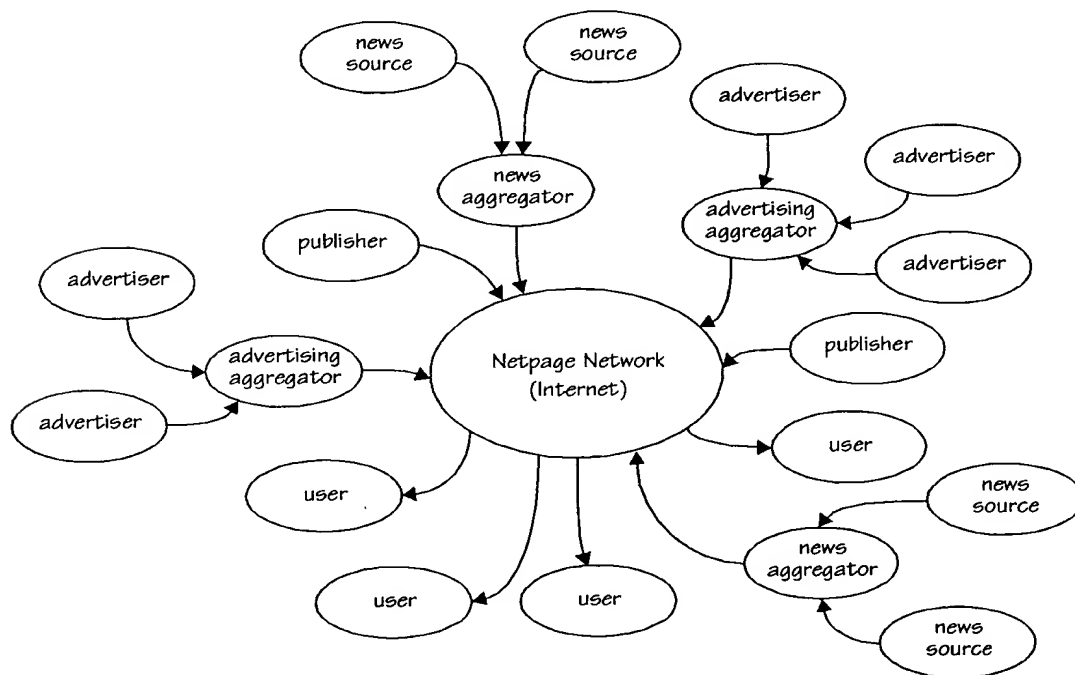 news
source
news
source
advertiser
advertiser
news
aggregator
advertising
aggregator
publisher
advertiser
advertiser
publisher
Netpage Network
(Internet)
advertising
aggregator
advertiser
user
user
news
source
news
aggregator
user
user
news
source